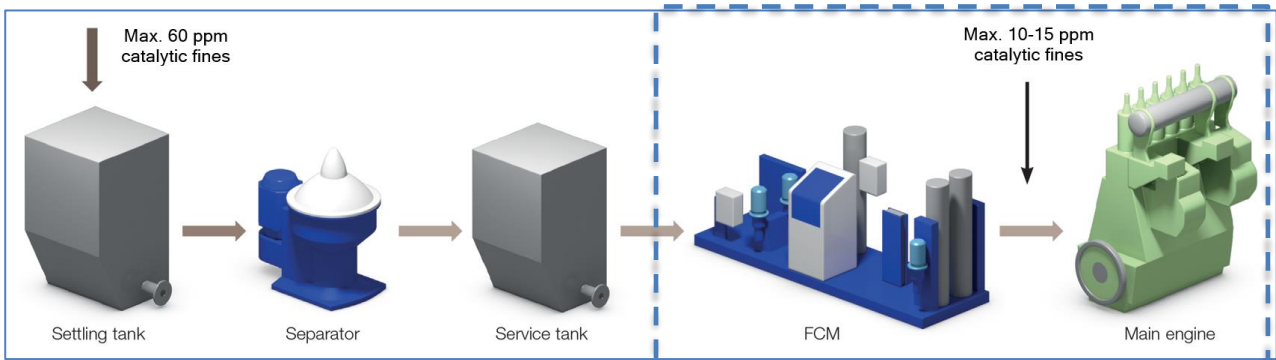 Max. 60 ppm
catalytic fines
Max. 10-15 ppm
catalytic fines
Settling tank
Separator
Service tank
FCM
Main engine